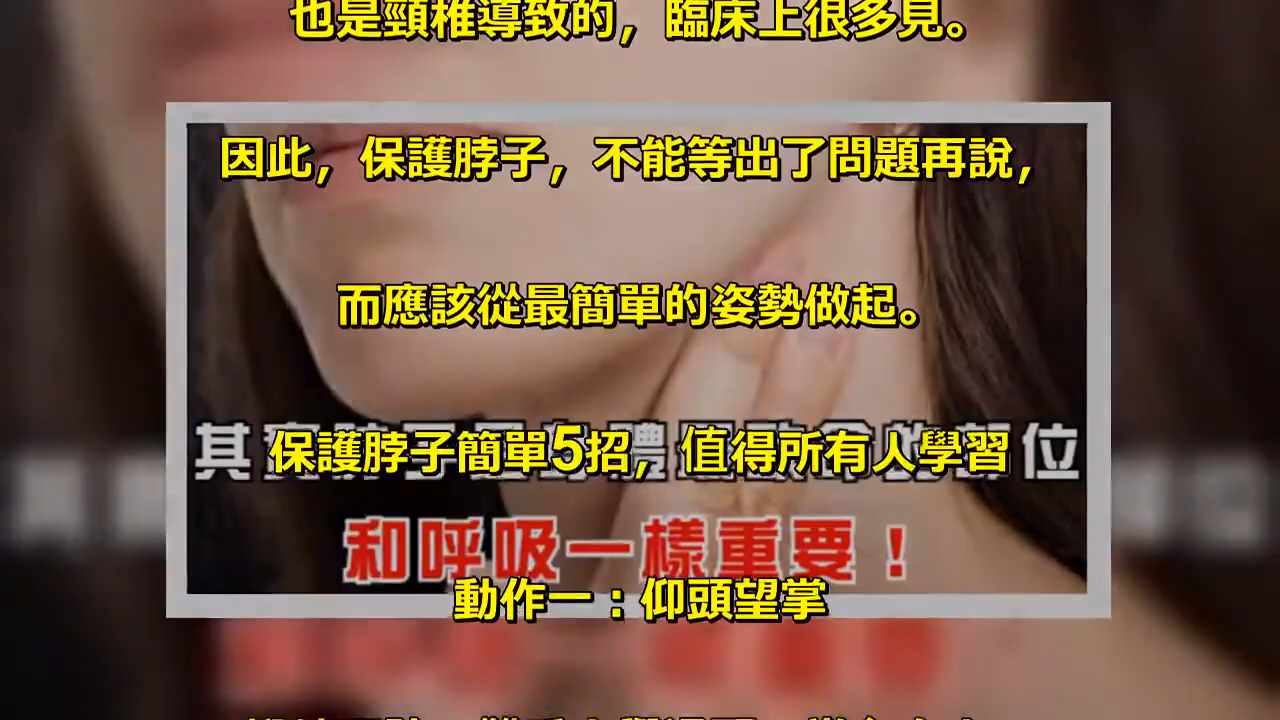 也是頸椎導致的，臨床上很多見。
因此，保護脖子，不能等出了問題再說，
而應該從最簡單的姿勢做起。
保護脖子簡單5招，值得所有人學習
和呼吸一樣重要！
動作一：仰頭望掌